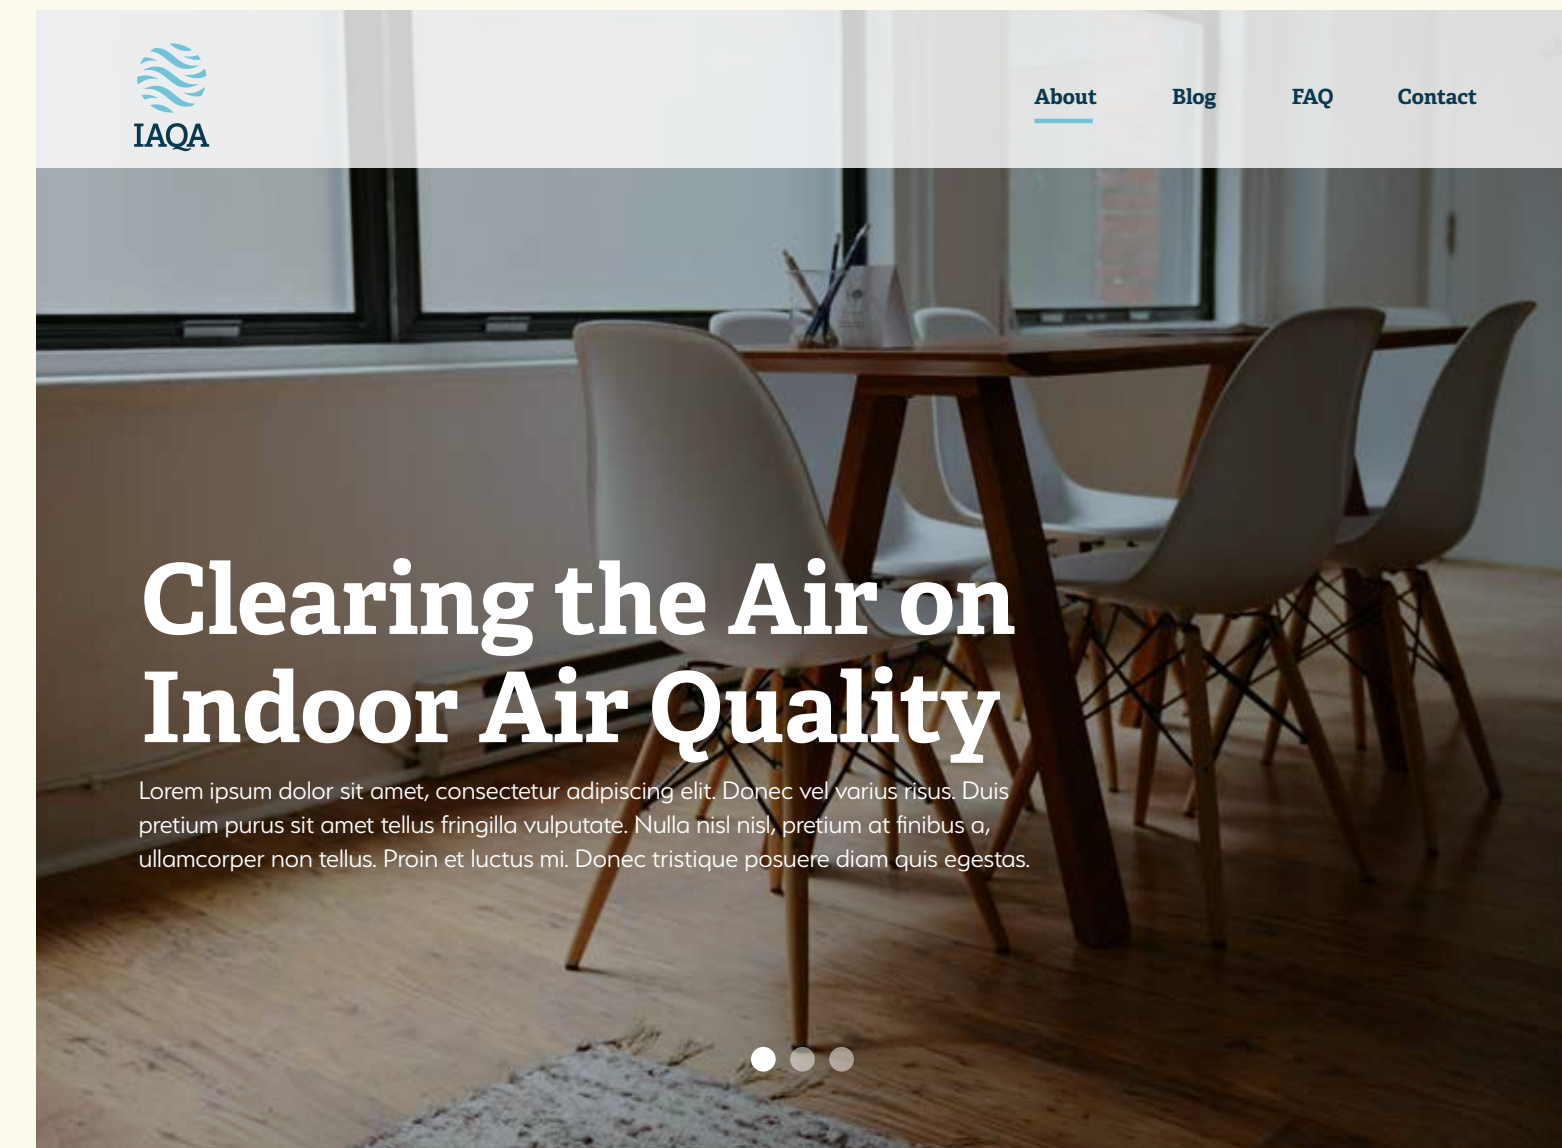 IAQA
About
Blog
FAQ
Contact
Clearing the Air on
Indoor Air Quality
Lorem ipsum dolor sit amet, consectetur adipiscing elit. Donec vel varius risus. Duis
pretium purus sit amet tellus fringilla vulputate. Nulla nisl nisl, pretium at finibus a,
ullamcorper non tellus. Proin et luctus mi. Donec tristique posuere diam quis egestas.